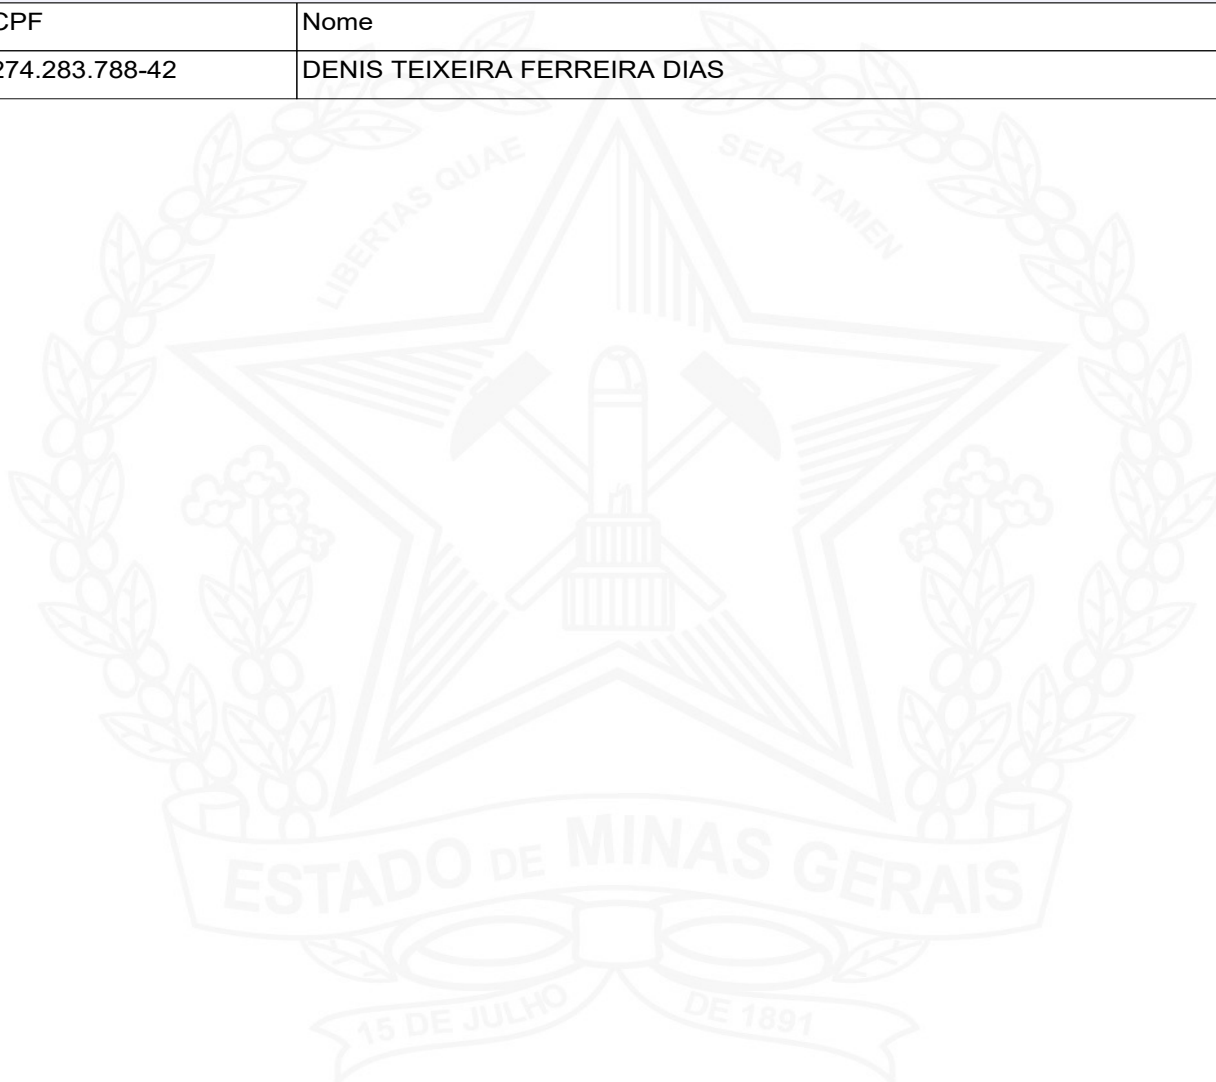 CPF Nome
274.283.788-42 DENIS TEIXEIRA FERREIRA DIAS
LIBERTAS QUAE SERA TAMEN
ESTADO DE MINAS GERAIS
15 DE JULHO DE 1891